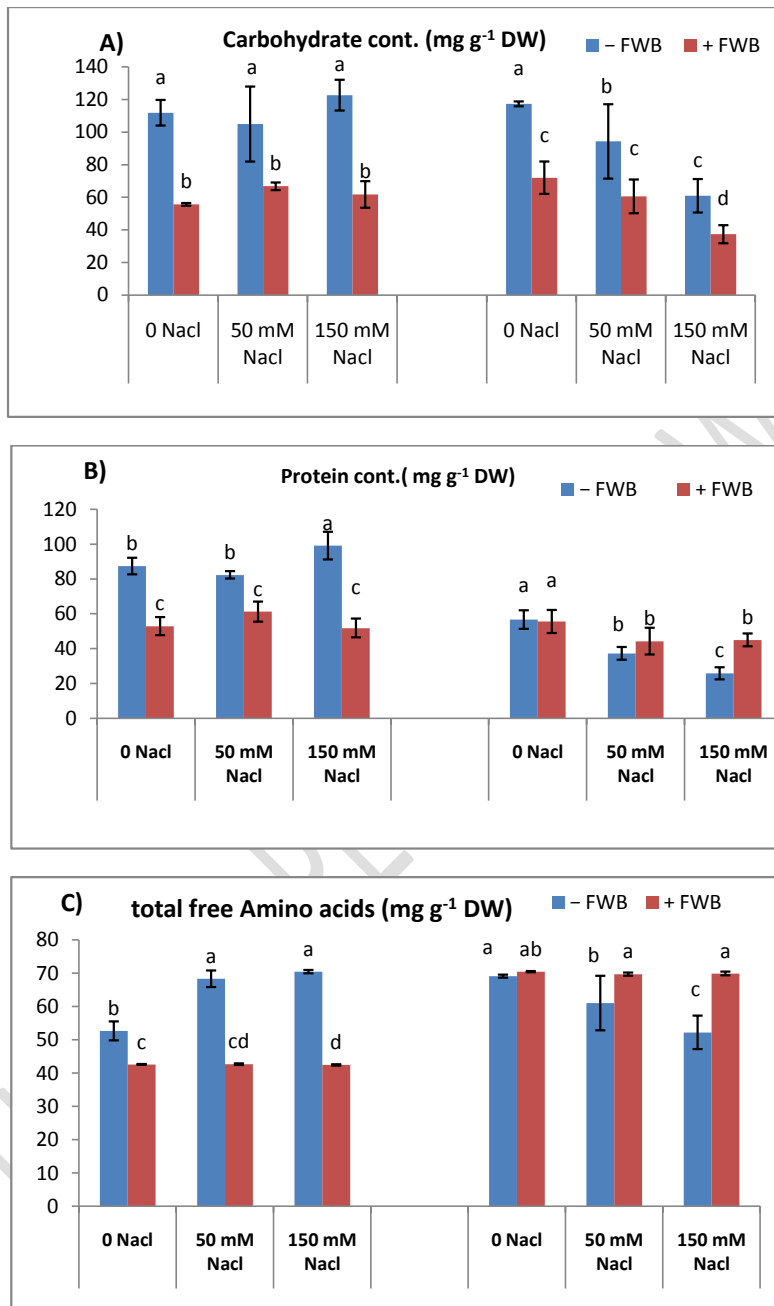 A) Carbohydrate cont. (mg g⁻¹ DW) – FWB + FWB
140
120
100
80
60
40
20
0
a a a a b c c
b b b c d
0 Nacl 50 mM Nacl 150 mM Nacl 0 Nacl 50 mM Nacl 150 mM Nacl
B) Protein cont.( mg g⁻¹ DW) – FWB + FWB
120
100
80
60
40
20
0
b b a a a b b b
c c c c
0 Nacl 50 mM Nacl 150 mM Nacl 0 Nacl 50 mM Nacl 150 mM Nacl
C) total free Amino acids (mg g⁻¹ DW) – FWB + FWB
80
70
60
50
40
30
20
10
0
b a a a ab b a c a
c cd d
0 Nacl 50 mM Nacl 150 mM Nacl 0 Nacl 50 mM Nacl 150 mM Nacl